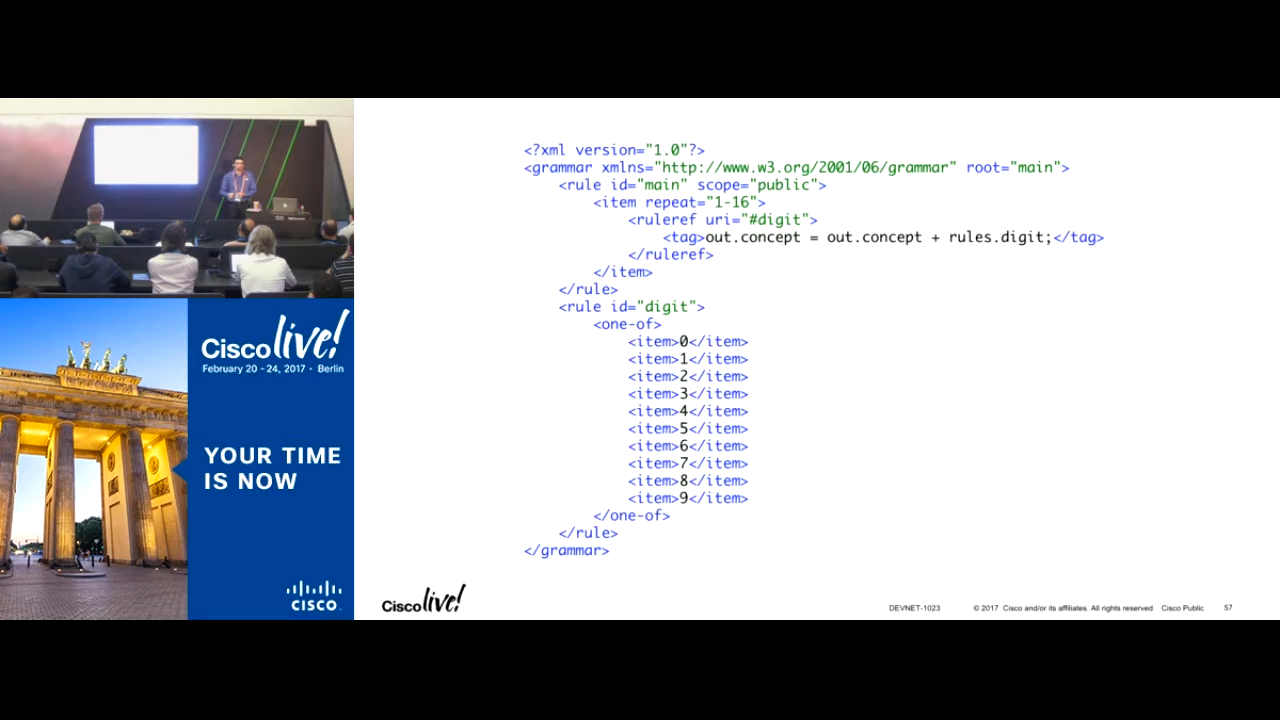 Cisco live!
February 20 - 24, 2017 • Berlin
YOUR TIME
IS NOW
CISCO.
<?xml version="1.0"?>
<grammar xmlns="http://www.w3.org/2001/06/grammar" root="main">
    <rule id="main" scope="public">
        <item repeat="1-16">
            <ruleref uri="#digit">
                <tag>out.concept = out.concept + rules.digit;</tag>
            </ruleref>
        </item>
    </rule>
    <rule id="digit">
        <one-of>
            <item>0</item>
            <item>1</item>
            <item>2</item>
            <item>3</item>
            <item>4</item>
            <item>5</item>
            <item>6</item>
            <item>7</item>
            <item>8</item>
            <item>9</item>
        </one-of>
    </rule>
</grammar>
Cisco live!
DEVNET-1023 © 2017 Cisco and/or its affiliates. All rights reserved. Cisco Public 57